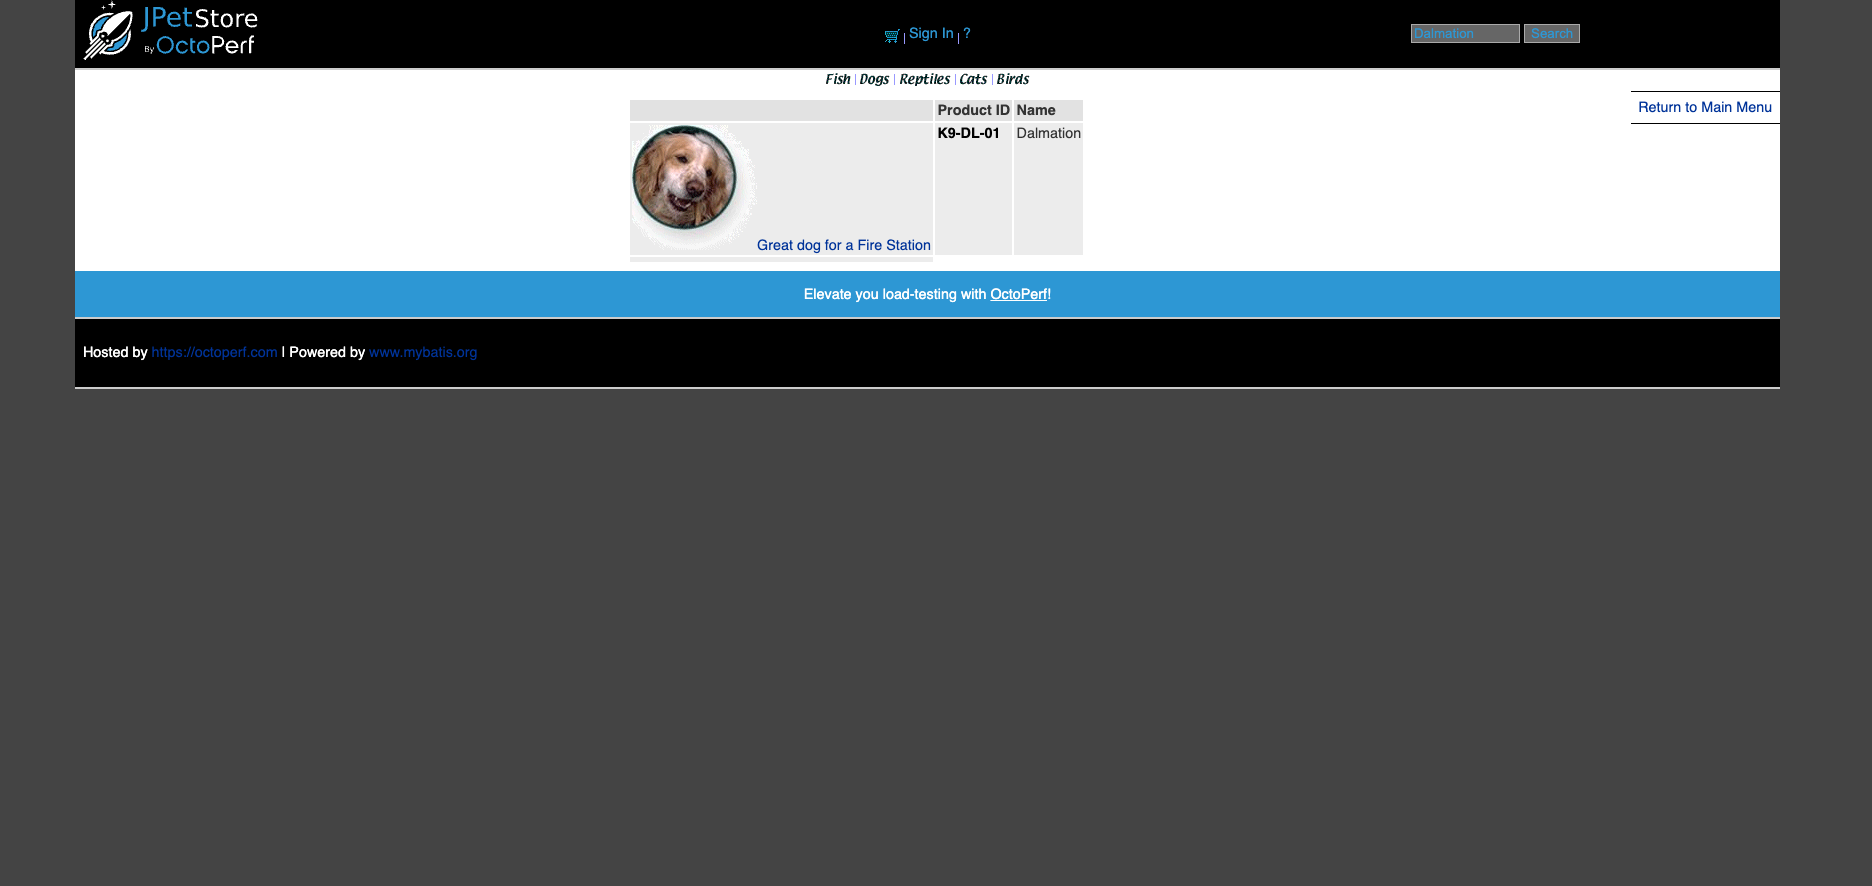 JPetStore
By OctoPerf
Sign In ?
Dalmation Search
Fish Dogs Reptiles Cats Birds
Return to Main Menu
Product ID Name
K9-DL-01 Dalmation
Great dog for a Fire Station
Elevate you load-testing with OctoPerf!
Hosted by https://octoperf.com | Powered by www.mybatis.org